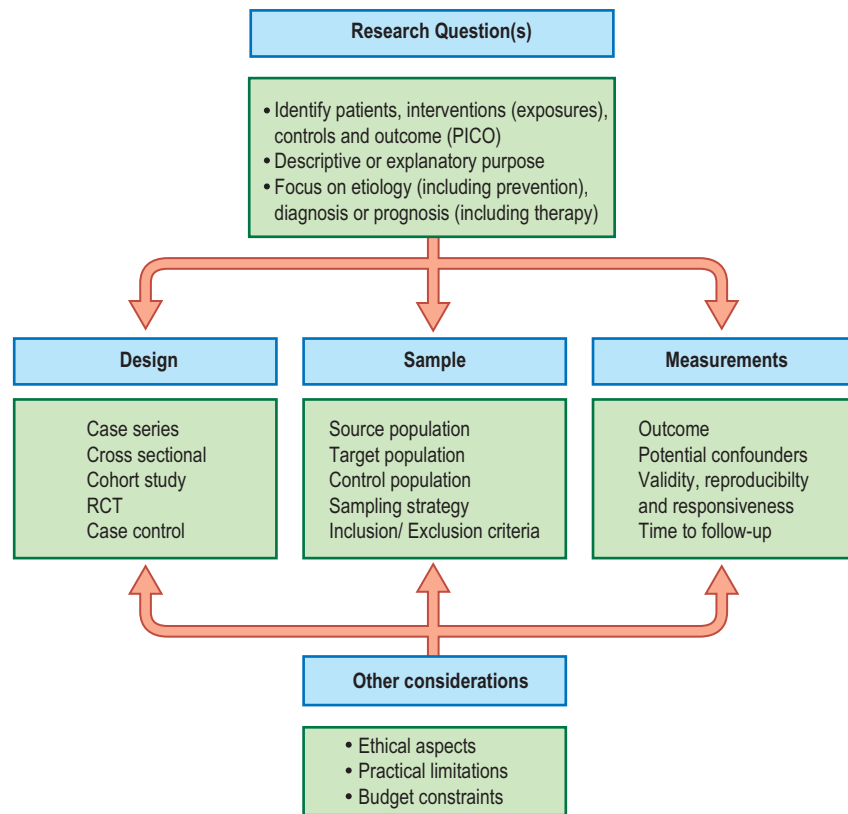 Research Question(s)
• Identify patients, interventions (exposures),
controls and outcome (PICO)
• Descriptive or explanatory purpose
• Focus on etiology (including prevention),
diagnosis or prognosis (including therapy)
Design
Case series
Cross sectional
Cohort study
RCT
Case control
Sample
Source population
Target population
Control population
Sampling strategy
Inclusion/ Exclusion criteria
Measurements
Outcome
Potential confounders
Validity, reproducibilty
and responsiveness
Time to follow-up
Other considerations
• Ethical aspects
• Practical limitations
• Budget constraints